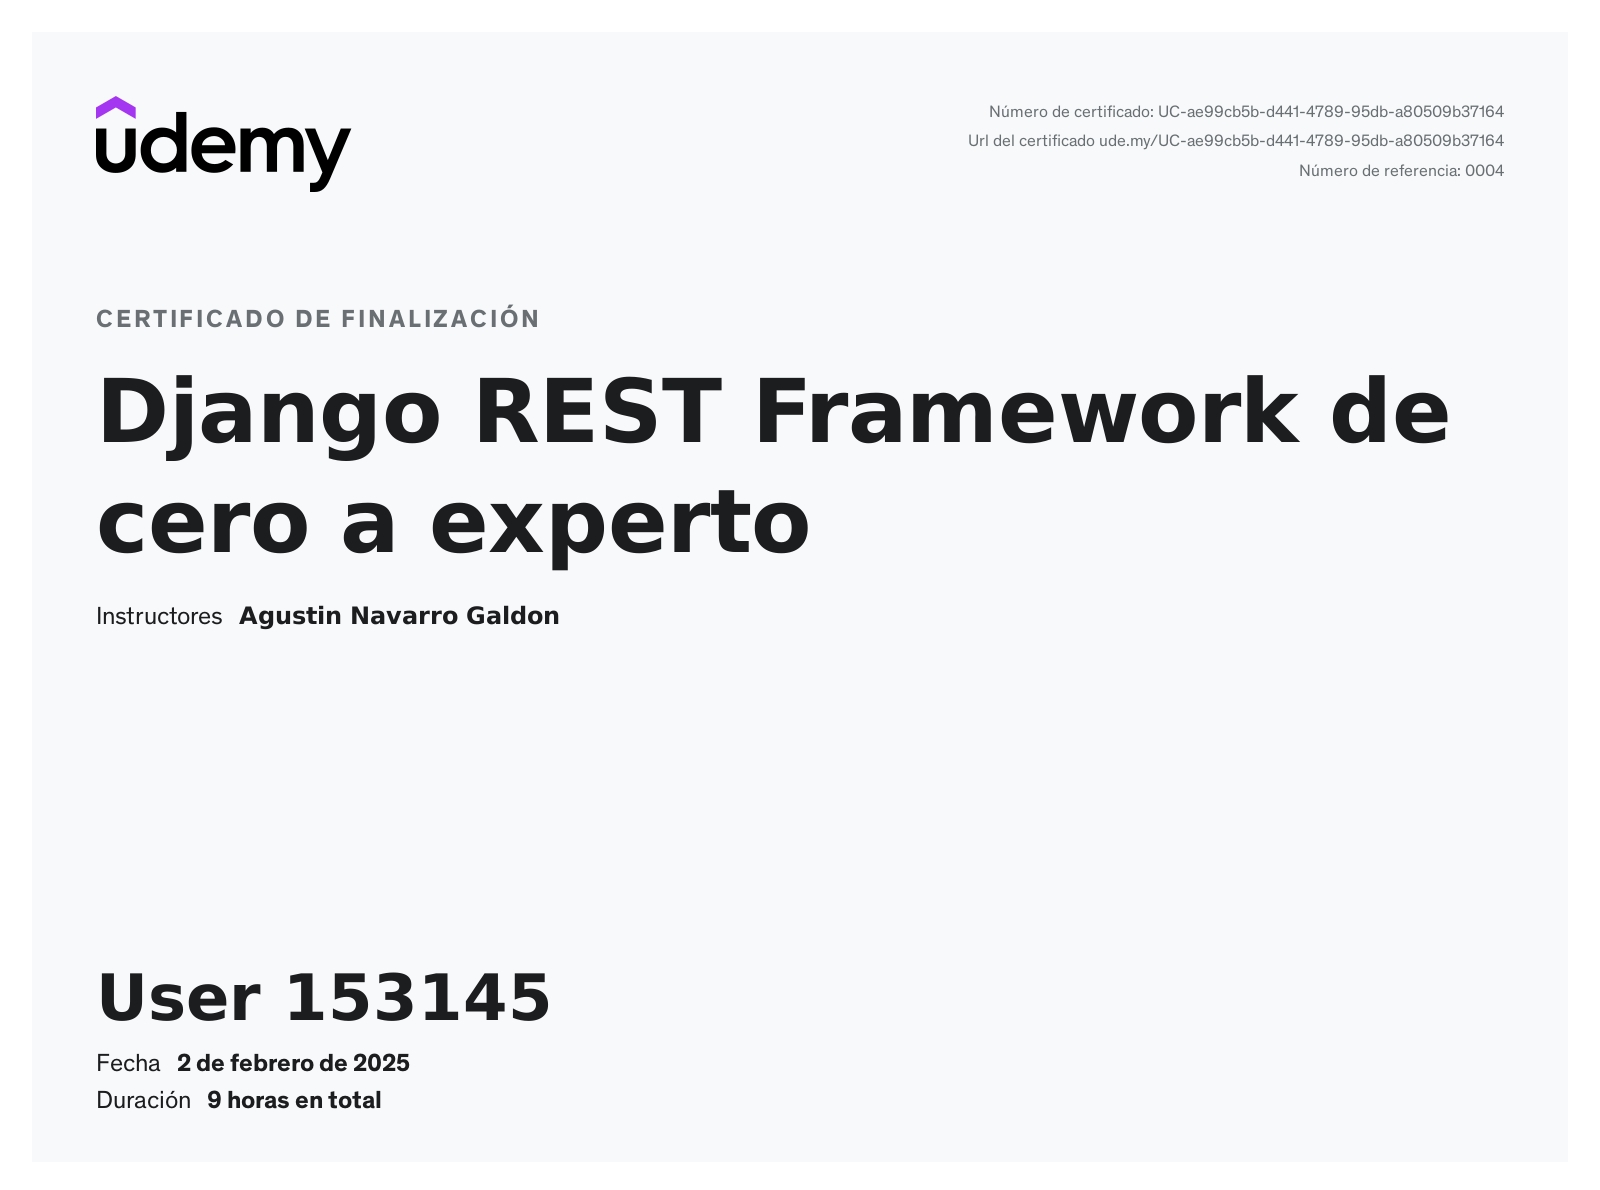 udemy
Número de certificado: UC-ae99cb5b-d441-4789-95db-a80509b37164
Url del certificado ude.my/UC-ae99cb5b-d441-4789-95db-a80509b37164
Número de referencia: 0004
CERTIFICADO DE FINALIZACIÓN
Django REST Framework de
cero a experto
Instructores Agustin Navarro Galdon
User 153145
Fecha 2 de febrero de 2025
Duración 9 horas en total